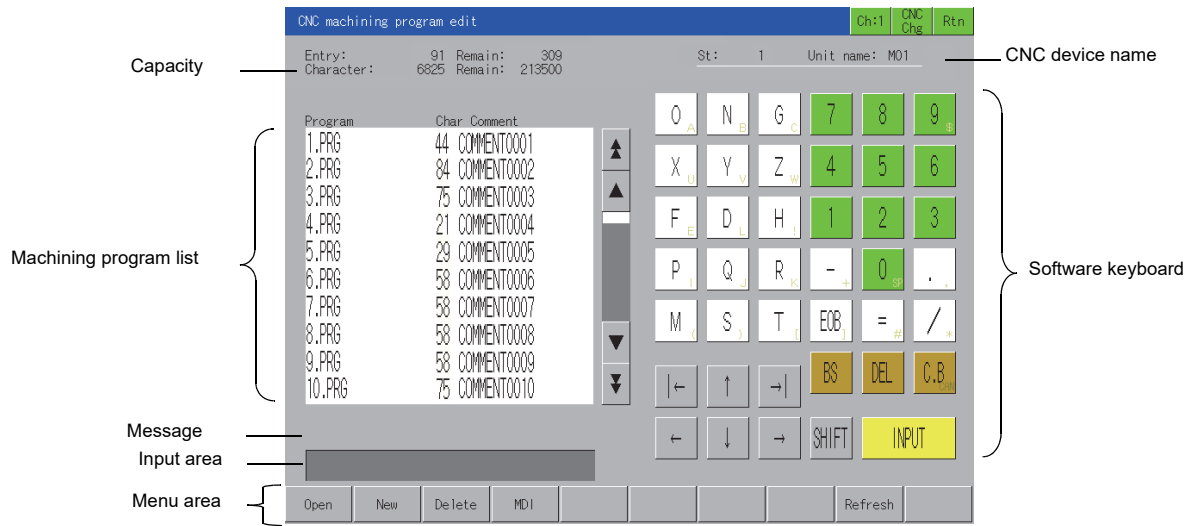 CNC machining program edit Ch:1 CNC Chg Rtn
Entry: 91 Remain: 309 St: 1 Unit name: M01
Character: 6825 Remain: 213500
Capacity
CNC device name
Program Char Comment
1.PRG 44 COMMENT0001
2.PRG 84 COMMENT0002
3.PRG 75 COMMENT0003
4.PRG 21 COMMENT0004
5.PRG 29 COMMENT0005
6.PRG 58 COMMENT0006
7.PRG 58 COMMENT0007
8.PRG 58 COMMENT0008
9.PRG 58 COMMENT0009
10.PRG 75 COMMENT0010
Machining program list
O A N B G C 7 8 9 $
X U Y V Z W 4 5 6
F E D L H ! 1 2 3
P I Q J R K - + 0 SP . ,
M ( S ) T [ EOB ] = # / *
|← ↑ →| BS DEL C.B CAN
← ↓ → SHIFT INPUT
Software keyboard
Message
Input area
Menu area
Open New Delete MDI Refresh